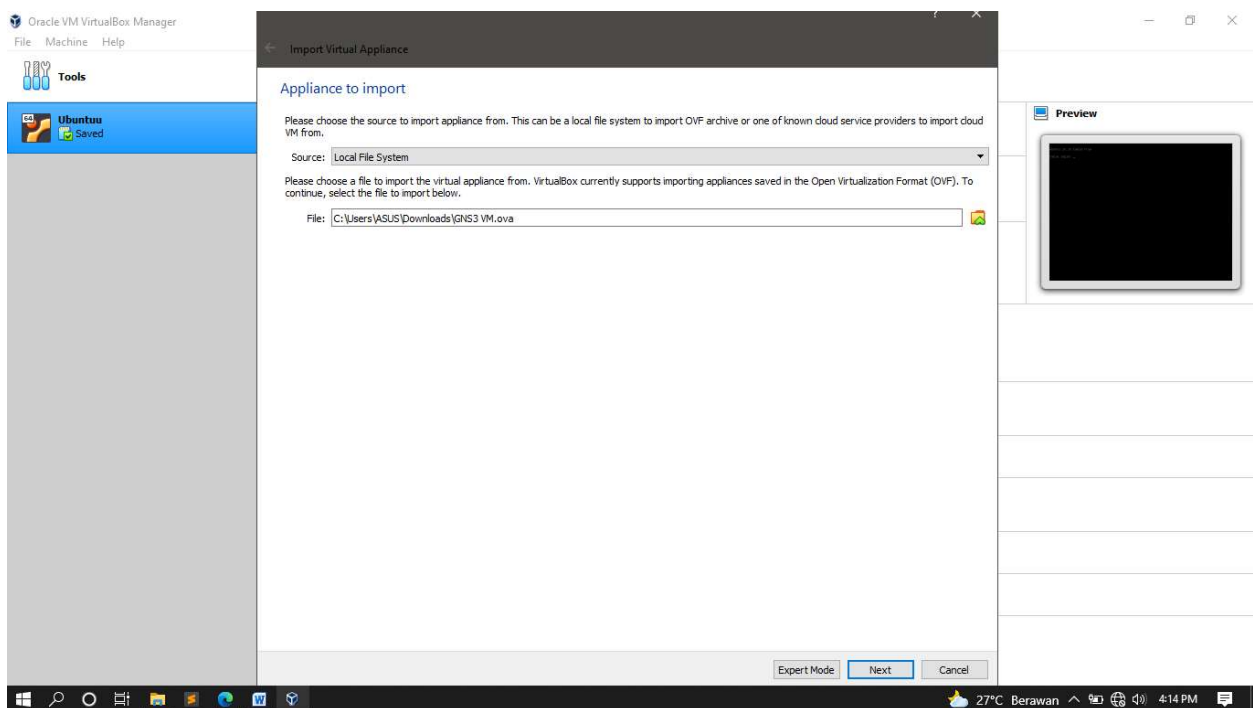 Oracle VM VirtualBox Manager
File Machine Help
Tools
64
Ubuntuu
Saved
? ×
Import Virtual Appliance
Appliance to import
Please choose the source to import appliance from. This can be a local file system to import OVF archive or one of known cloud service providers to import cloud
VM from.
Source: Local File System
Please choose a file to import the virtual appliance from. VirtualBox currently supports importing appliances saved in the Open Virtualization Format (OVF). To
continue, select the file to import below.
File: C:\Users\ASUS\Downloads\GNS3 VM.ova
Expert Mode Next Cancel
Preview
27°C Berawan 4:14 PM